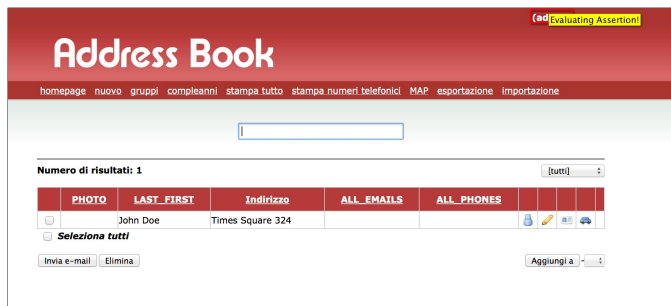 (ad
Evaluating Assertion!
Address Book
homepage nuovo gruppi compleanni stampa tutto stampa numeri telefonici MAP esportazione importazione
Numero di risultati: 1
[tutti]
PHOTO LAST_FIRST Indirizzo ALL_EMAILS ALL_PHONES
John Doe Times Square 324
Seleziona tutti
Invia e-mail Elimina Aggiungi a -